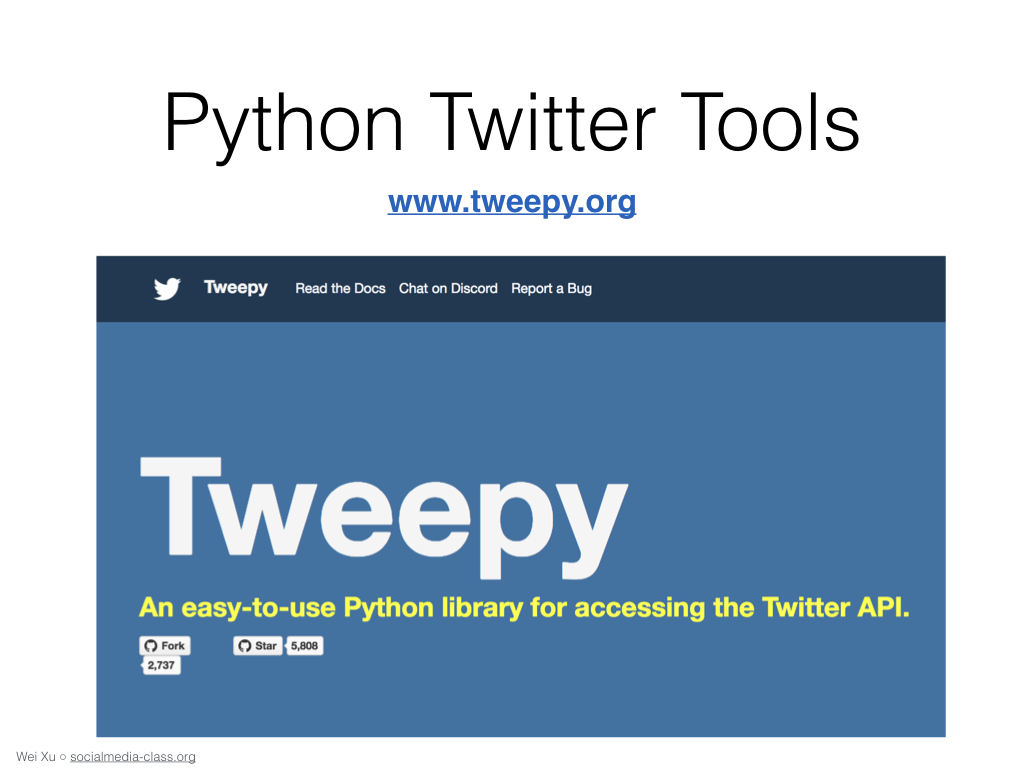 Python Twitter Tools
www.tweepy.org
Tweepy Read the Docs Chat on Discord Report a Bug
Tweepy
An easy-to-use Python library for accessing the Twitter API.
Fork Star 5,808
2,737
Wei Xu ○ socialmedia-class.org